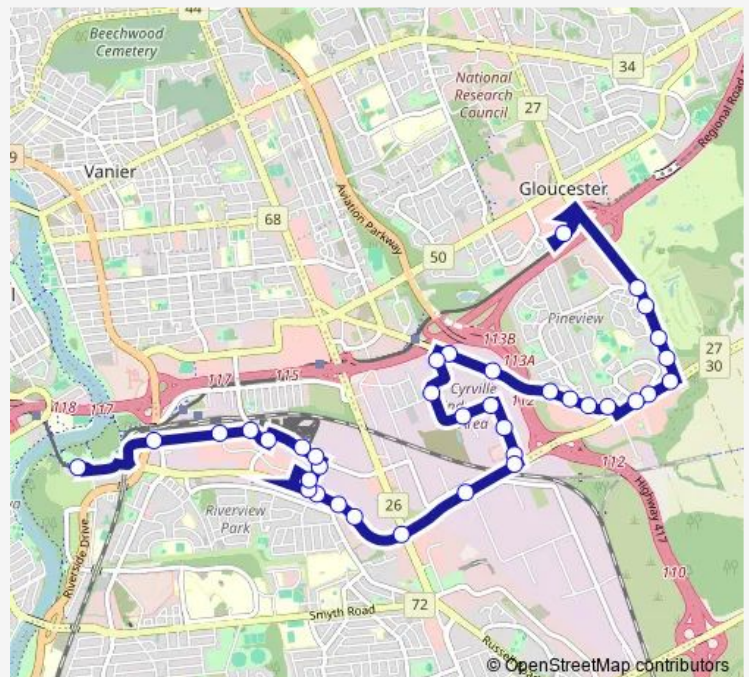 44
Beechwood
Cemetery
34
National
Research
Council
27
Regional Road
9
Vanier
Gloucester
Aviation Parkway
68
50
Pineview
113B
113A
27
30
117
115
118
117
Cyrville
112
112
Highway 417
26
Riverview
Park
Riverside Drive
110
Smyth Road
72
© OpenStreetMap contributors